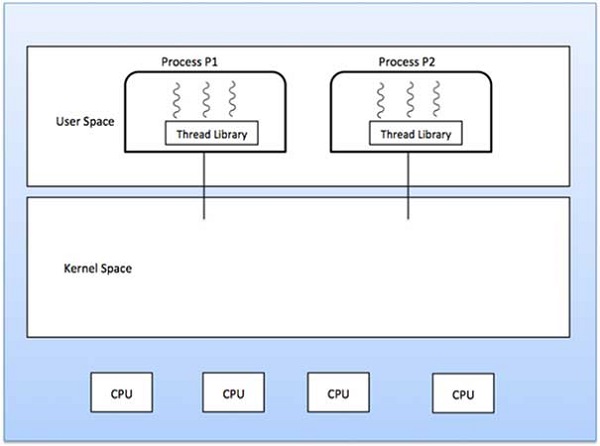 Process P1
Process P2
User Space
Thread Library
Thread Library
Kernel Space
CPU
CPU
CPU
CPU